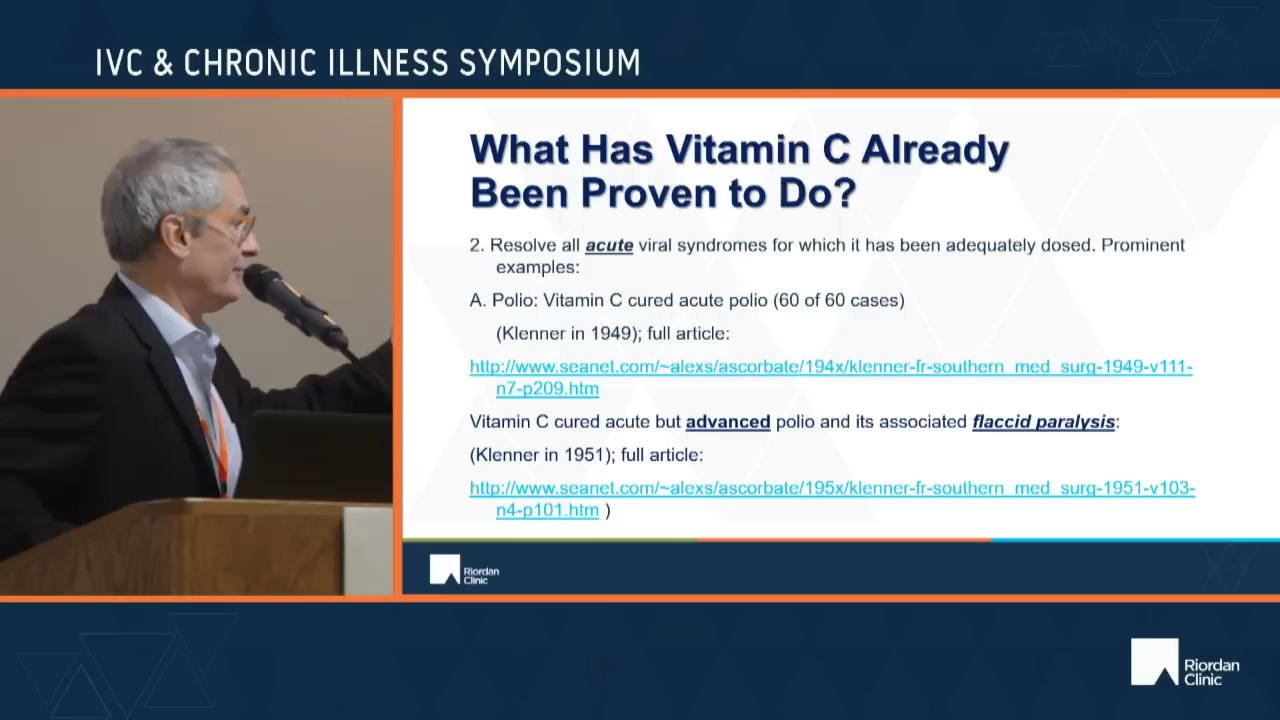 IVC & CHRONIC ILLNESS SYMPOSIUM
What Has Vitamin C Already
Been Proven to Do?
2. Resolve all acute viral syndromes for which it has been adequately dosed. Prominent
examples:
A. Polio: Vitamin C cured acute polio (60 of 60 cases)
(Klenner in 1949); full article:
http://www.seanet.com/~alexs/ascorbate/194x/klenner-fr-southern_med_surg-1949-v111-
n7-p209.htm
Vitamin C cured acute but advanced polio and its associated flaccid paralysis:
(Klenner in 1951); full article:
http://www.seanet.com/~alexs/ascorbate/195x/klenner-fr-southern_med_surg-1951-v103-
n4-p101.htm )
Riordan
Clinic
Riordan
Clinic